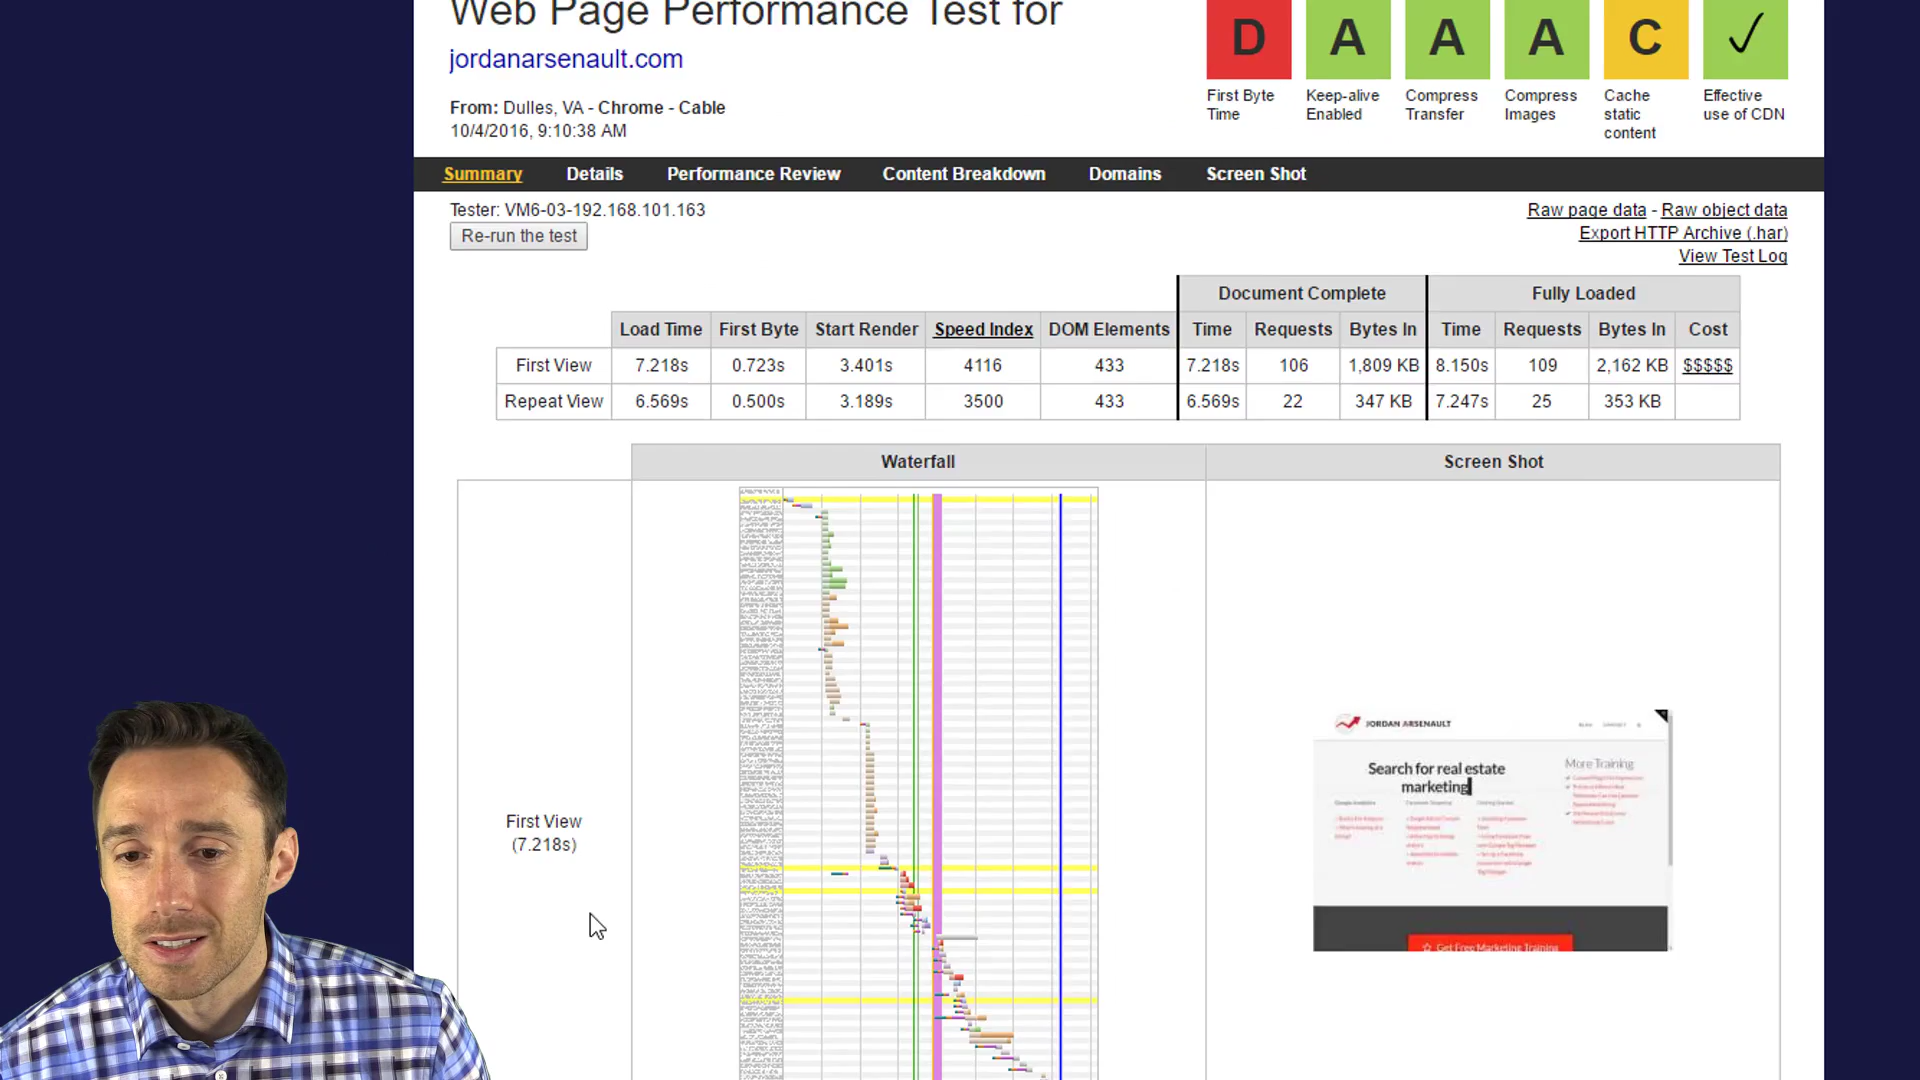 Web Page Performance Test for
jordanarsenault.com
From: Dulles, VA - Chrome - Cable
10/4/2016, 9:10:38 AM
D A A A C ✓
First Byte Time
Keep-alive Enabled
Compress Transfer
Compress Images
Cache static content
Effective use of CDN
Summary Details Performance Review Content Breakdown Domains Screen Shot
Tester: VM6-03-192.168.101.163
Re-run the test
Raw page data - Raw object data
Export HTTP Archive (.har)
View Test Log
Document Complete Fully Loaded
Load Time First Byte Start Render Speed Index DOM Elements Time Requests Bytes In Time Requests Bytes In Cost
First View 7.218s 0.723s 3.401s 4116 433 7.218s 106 1,809 KB 8.150s 109 2,162 KB $$$$$
Repeat View 6.569s 0.500s 3.189s 3500 433 6.569s 22 347 KB 7.247s 25 353 KB
Waterfall Screen Shot
First View
(7.218s)
JORDAN ARSENAULT
Search for real estate
marketing
More Training
Get Free Marketing Training